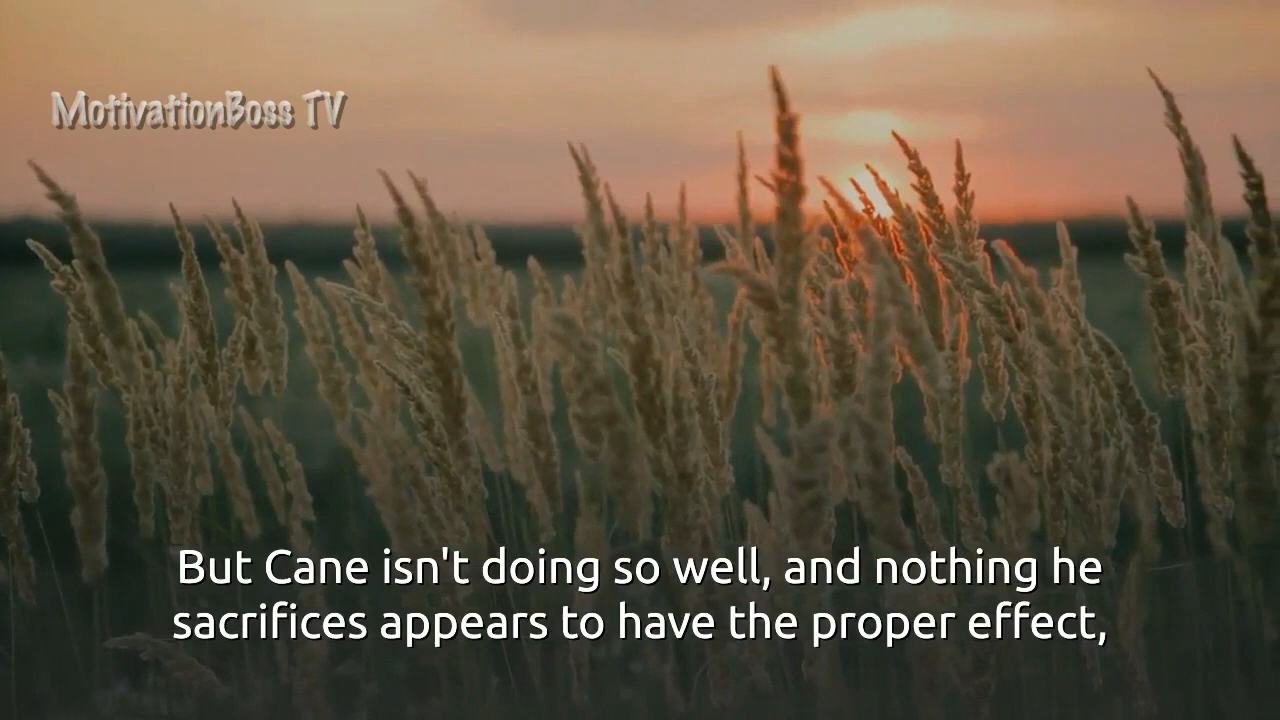 MotivationBoss TV
But Cane isn't doing so well, and nothing he
sacrifices appears to have the proper effect,